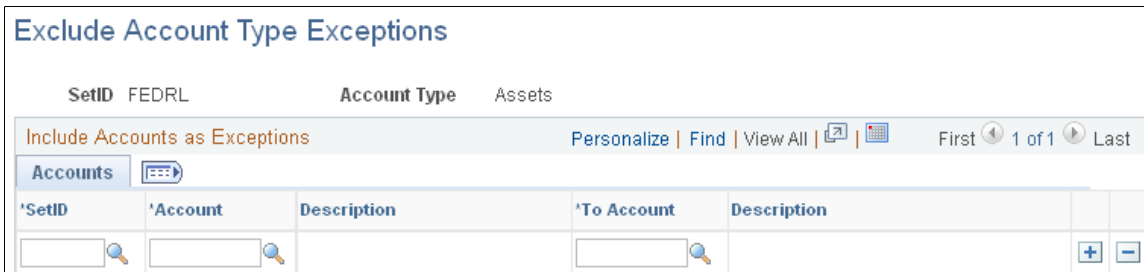 Exclude Account Type Exceptions
SetID FEDRL Account Type Assets
Include Accounts as Exceptions Personalize | Find | View All | | First 1 of 1 Last
Accounts
*SetID *Account Description *To Account Description